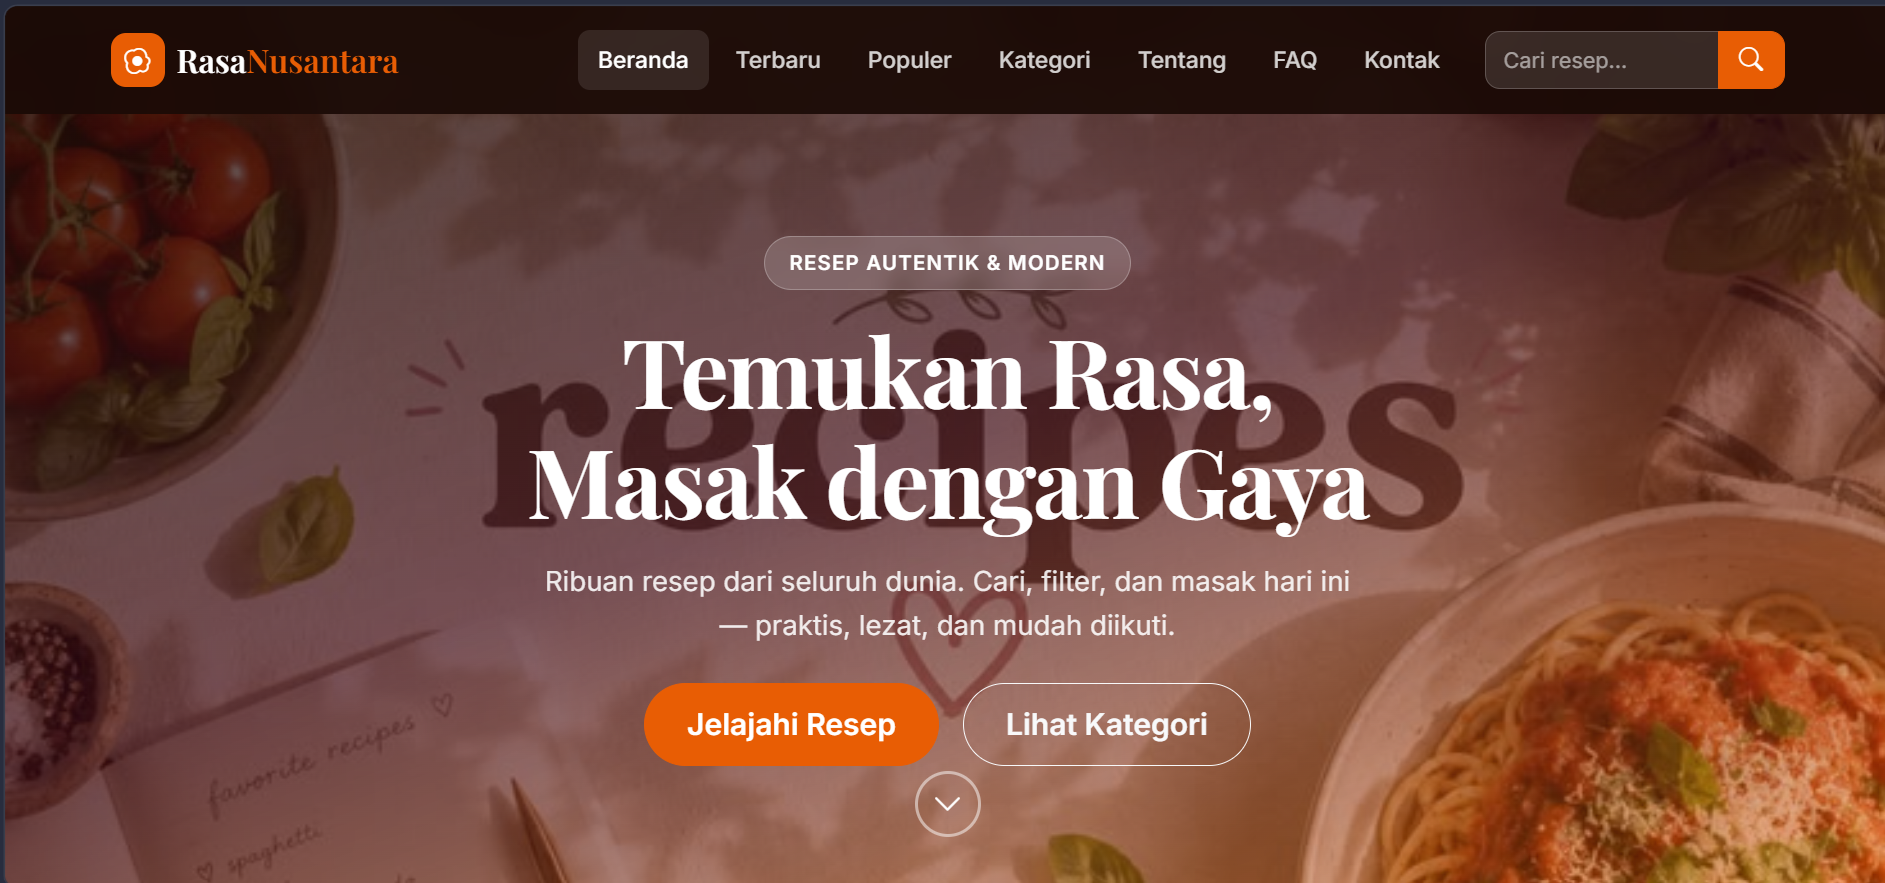 RasaNusantara
Beranda
Terbaru
Populer
Kategori
Tentang
FAQ
Kontak
Cari resep...
RESEP AUTENTIK & MODERN
recipes
Temukan Rasa,
Masak dengan Gaya
Ribuan resep dari seluruh dunia. Cari, filter, dan masak hari ini
— praktis, lezat, dan mudah diikuti.
Jelajahi Resep
Lihat Kategori
favorite recipes
spaghetti